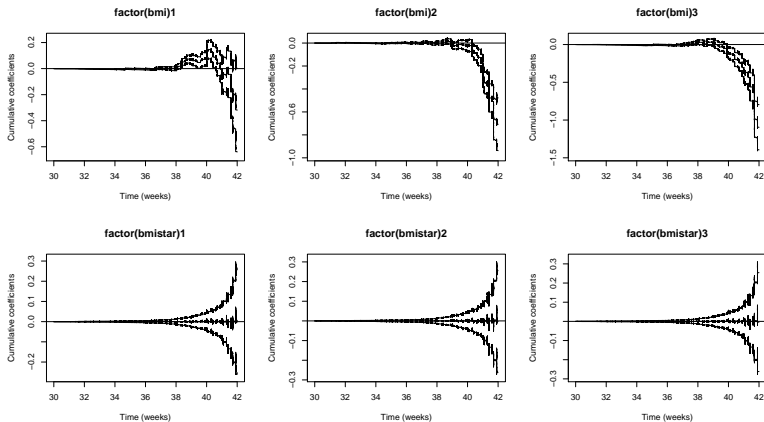 factor(bmi)1
Cumulative coefficients
0.2
0.0
−0.2
−0.4
−0.6
30 32 34 36 38 40 42
Time (weeks)
factor(bmi)2
Cumulative coefficients
0.0
−0.2
−0.6
−1.0
30 32 34 36 38 40 42
Time (weeks)
factor(bmi)3
Cumulative coefficients
0.0
−0.5
−1.0
−1.5
30 32 34 36 38 40 42
Time (weeks)
factor(bmistar)1
Cumulative coefficients
0.3
0.2
0.1
0.0
−0.2
30 32 34 36 38 40 42
Time (weeks)
factor(bmistar)2
Cumulative coefficients
0.3
0.1
−0.1
−0.3
30 32 34 36 38 40 42
Time (weeks)
factor(bmistar)3
Cumulative coefficients
0.3
0.1
0.0
−0.2
30 32 34 36 38 40 42
Time (weeks)